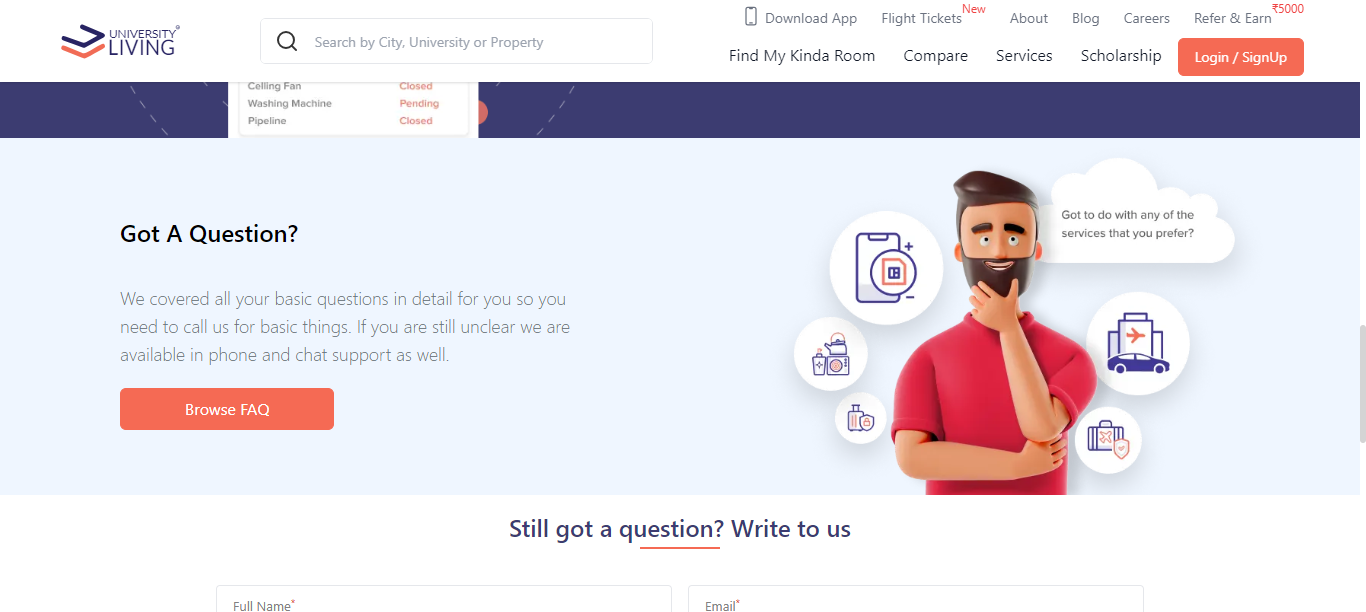 UNIVERSITY
LIVING
Search by City, University or Property
Download App
Flight Tickets
New
About
Blog
Careers
Refer & Earn
₹5000
Find My Kinda Room
Compare
Services
Scholarship
Login / SignUp
Celling Fan Closed
Washing Machine Pending
Pipeline Closed
Got A Question?
We covered all your basic questions in detail for you so you
need to call us for basic things. If you are still unclear we are
available in phone and chat support as well.
Browse FAQ
Got to do with any of the
services that you prefer?
Still got a question? Write to us
Full Name*
Email*